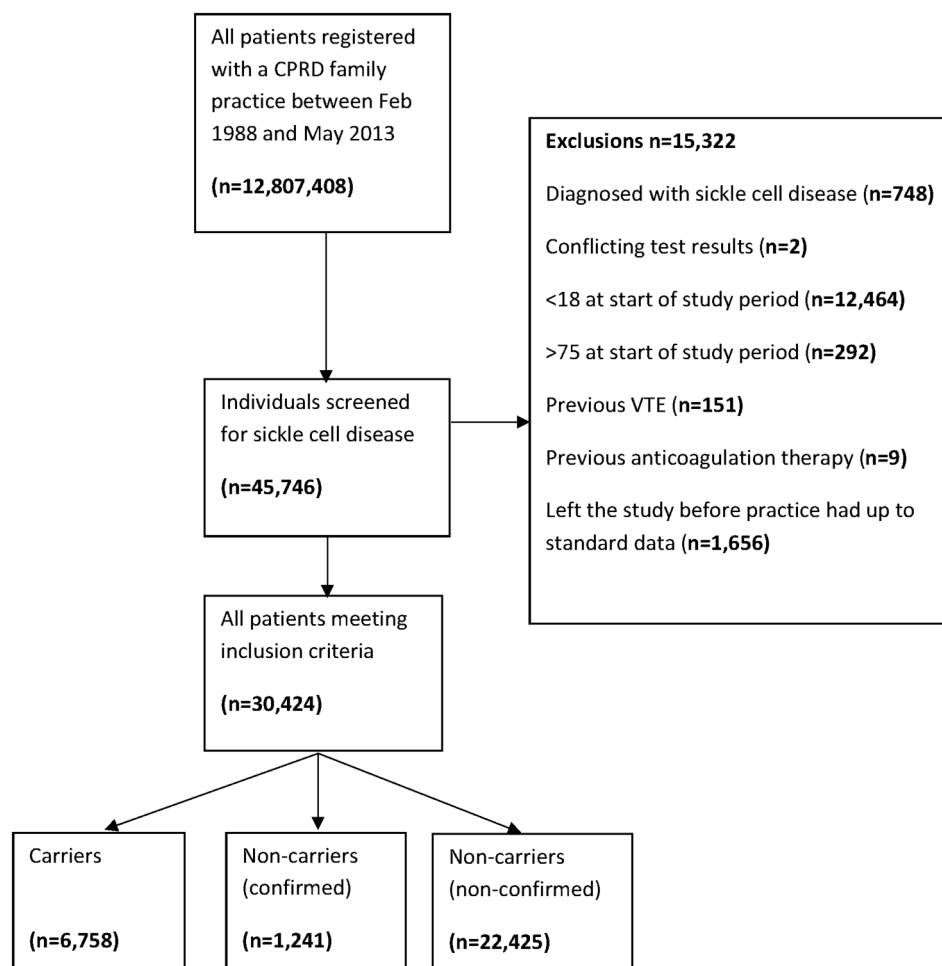 All patients registered
with a CPRD family
practice between Feb
1988 and May 2013
(n=12,807,408)
Exclusions n=15,322
Diagnosed with sickle cell disease (n=748)
Conflicting test results (n=2)
<18 at start of study period (n=12,464)
>75 at start of study period (n=292)
Previous VTE (n=151)
Previous anticoagulation therapy (n=9)
Left the study before practice had up to
standard data (n=1,656)
Individuals screened
for sickle cell disease
(n=45,746)
All patients meeting
inclusion criteria
(n=30,424)
Carriers
(n=6,758)
Non-carriers
(confirmed)
(n=1,241)
Non-carriers
(non-confirmed)
(n=22,425)